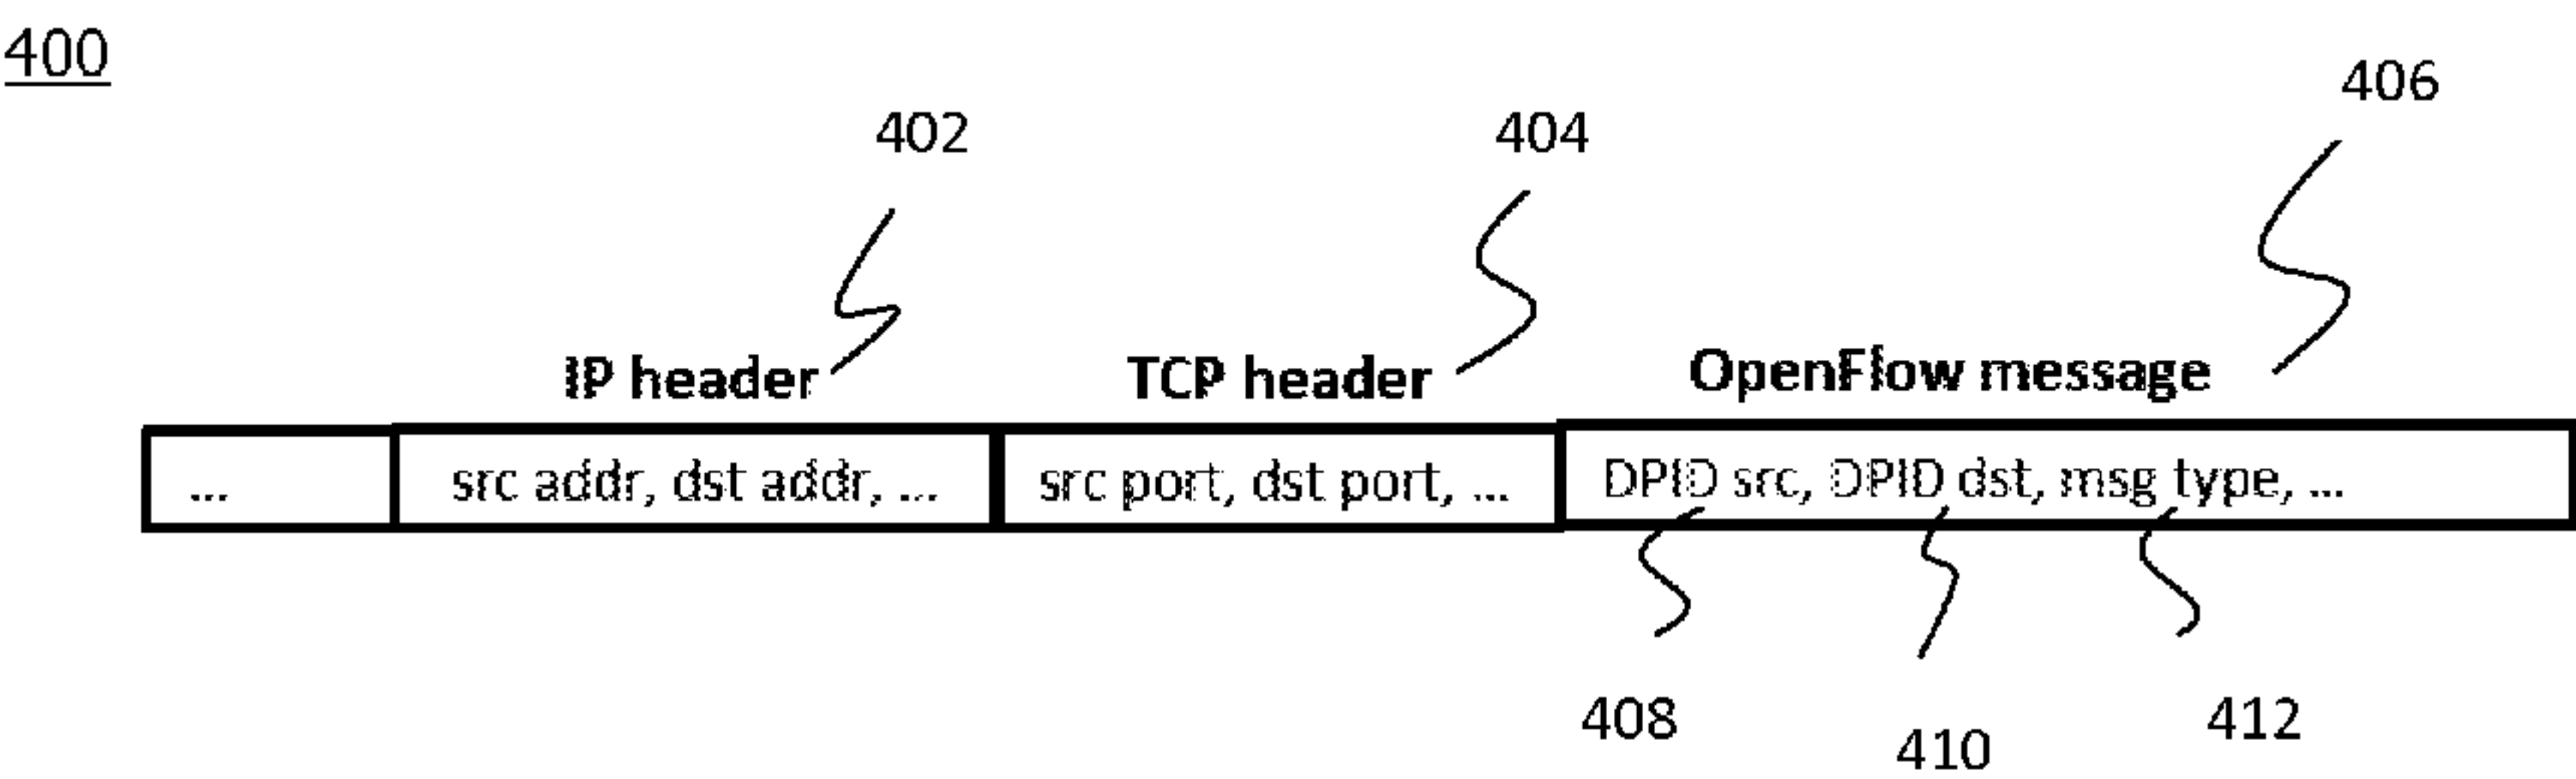 400
402
404
406
IP header
TCP header
OpenFlow message
...
src addr, dst addr, ...
src port, dst port, ...
DPID src, DPID dst, msg type, ...
408
410
412